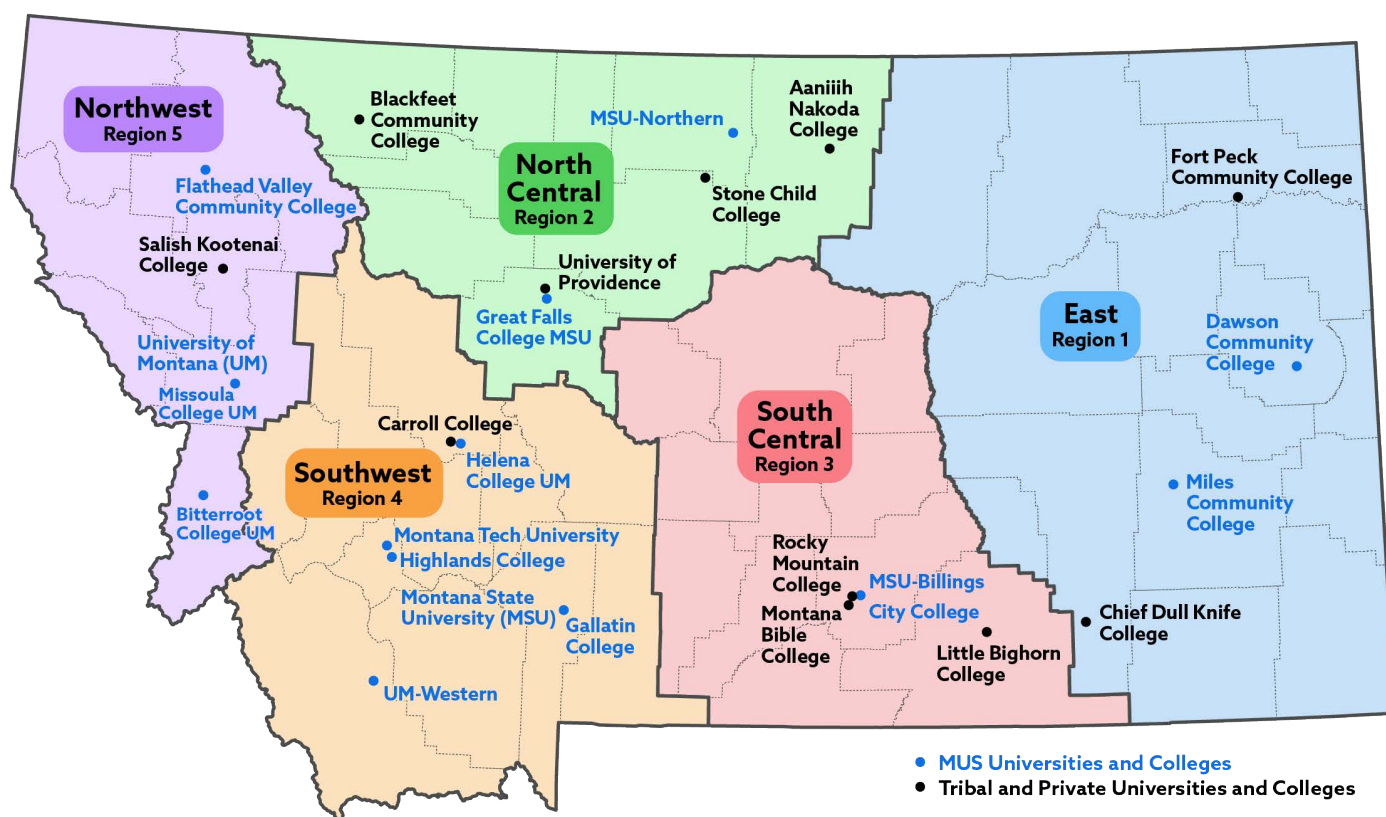 Northwest
Region 5
Flathead Valley
Community College
Salish Kootenai
College
University of
Montana (UM)
Missoula
College UM
Bitterroot
College UM
Blackfeet
Community
College
North
Central
Region 2
MSU-Northern
Aaniiih
Nakoda
College
Stone Child
College
University of
Providence
Great Falls
College MSU
East
Region 1
Fort Peck
Community College
Dawson
Community
College
Miles
Community
College
Chief Dull Knife
College
South
Central
Region 3
Rocky
Mountain
College
MSU-Billings
City College
Montana
Bible
College
Little Bighorn
College
Southwest
Region 4
Carroll College
Helena
College UM
Montana Tech University
Highlands College
Montana State
University (MSU)
Gallatin
College
UM-Western
MUS Universities and Colleges
Tribal and Private Universities and Colleges